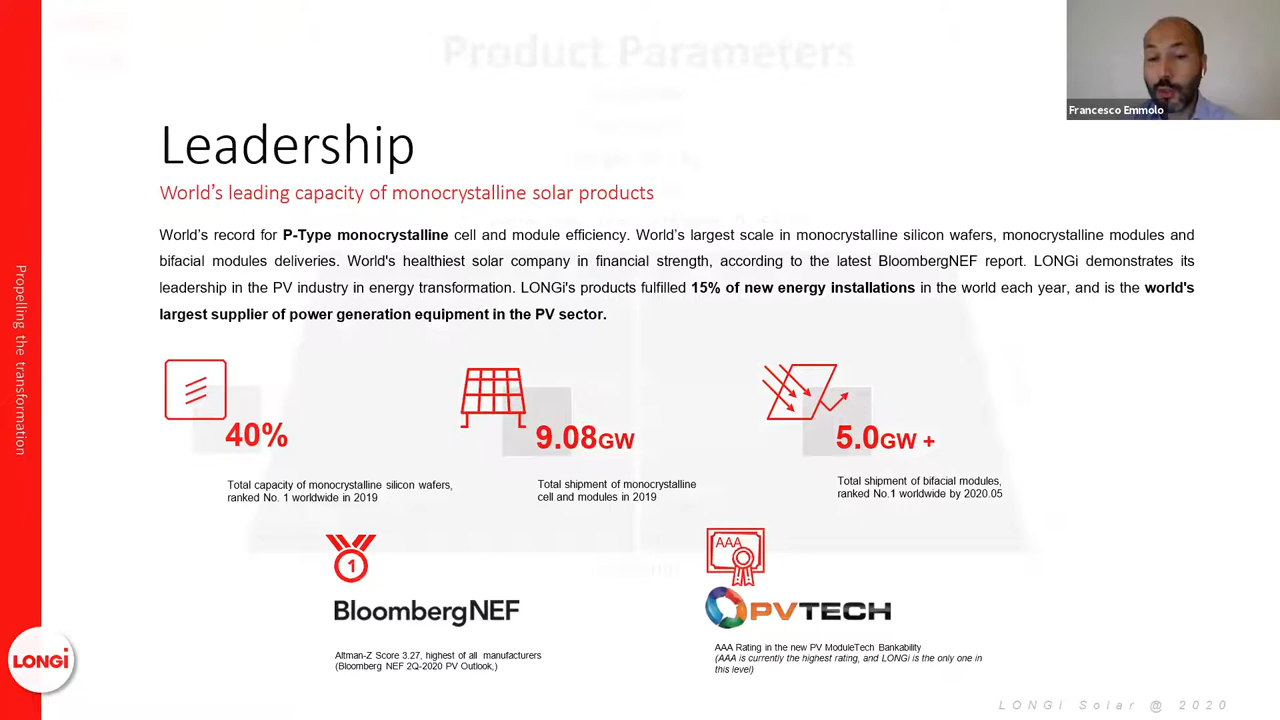 Product Parameters
Francesco Emmolo
Leadership
World's leading capacity of monocrystalline solar products
World's record for P-Type monocrystalline cell and module efficiency. World's largest scale in monocrystalline silicon wafers, monocrystalline modules and
bifacial modules deliveries. World's healthiest solar company in financial strength, according to the latest BloombergNEF report. LONGi demonstrates its
leadership in the PV industry in energy transformation. LONGi's products fulfilled 15% of new energy installations in the world each year, and is the world's
largest supplier of power generation equipment in the PV sector.
Propelling the transformation
40%
Total capacity of monocrystalline silicon wafers,
ranked No. 1 worldwide in 2019
9.08GW
Total shipment of monocrystalline
cell and modules in 2019
5.0GW +
Total shipment of bifacial modules,
ranked No.1 worldwide by 2020.05
1
BloombergNEF
Altman-Z Score 3.27, highest of all manufacturers
(Bloomberg NEF 2Q-2020 PV Outlook,)
AAA
PVTECH
AAA Rating in the new PV ModuleTech Bankability
(AAA is currently the highest rating, and LONGi is the only one in
this level)
LONGi
LONGi Solar @ 2020